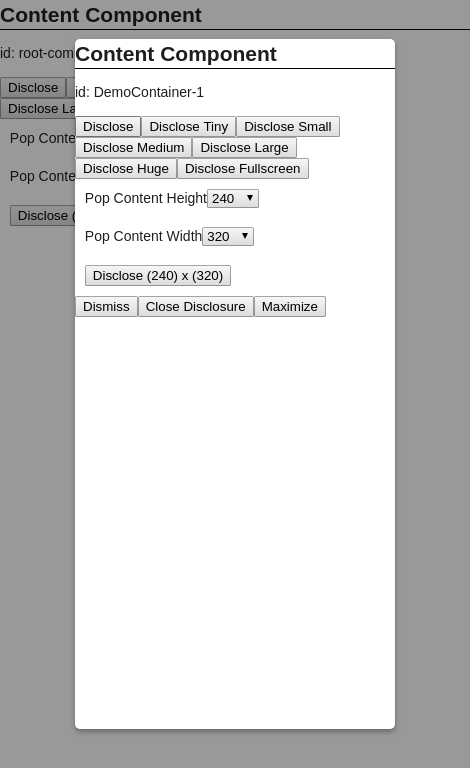 Content Component
id: root-com
Disclose
Disclose La
Pop Conte
Pop Conte
Disclose (
Content Component
id: DemoContainer-1
Disclose Disclose Tiny Disclose Small
Disclose Medium Disclose Large
Disclose Huge Disclose Fullscreen
Pop Content Height 240
Pop Content Width 320
Disclose (240) x (320)
Dismiss Close Disclosure Maximize